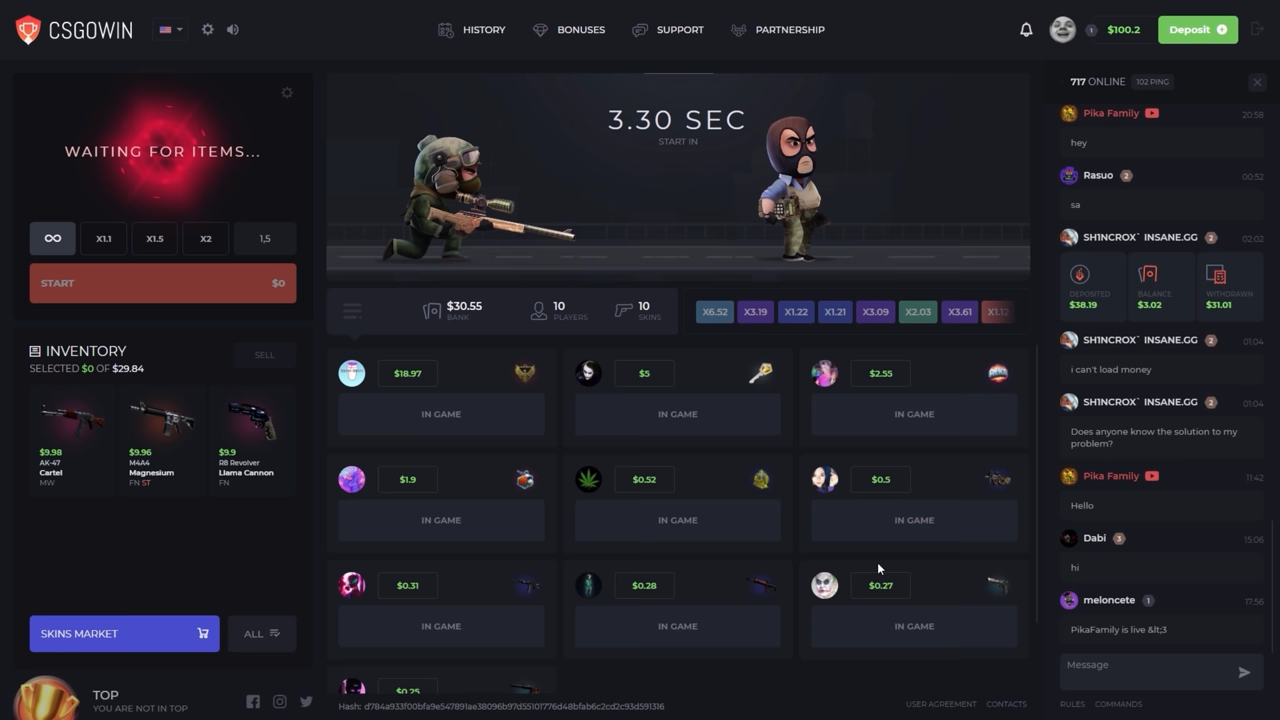 CSGOWIN
HISTORY
BONUSES
SUPPORT
PARTNERSHIP
1
$100.2
Deposit
WAITING FOR ITEMS...
X1.1
X1.5
X2
1,5
START
$0
INVENTORY
SELECTED $0 OF $29.84
SELL
$9.98
AK-47
Cartel
MW
$9.96
M4A4
Magnesium
FN ST
$9.9
R8 Revolver
Llama Cannon
FN
SKINS MARKET
ALL
TOP
YOU ARE NOT IN TOP
3.30 SEC
START IN
$30.55
BANK
10
PLAYERS
10
SKINS
X6.52
X3.19
X1.22
X1.21
X3.09
X2.03
X3.61
X1.12
$18.97
IN GAME
$5
IN GAME
$2.55
IN GAME
$1.9
IN GAME
$0.52
IN GAME
$0.5
IN GAME
$0.31
IN GAME
$0.28
IN GAME
$0.27
IN GAME
$0.25
Hash: d784a933f00bfa9e547891ae38096b97d55101776d48bfab6c2cd2c93d591316
USER AGREEMENT
CONTACTS
717 ONLINE
102 PING
Pika Family
20:58
hey
Rasuo 2
00:52
sa
SH1NCROX` INSANE.GG 2
02:02
DEPOSITED
$38.19
BALANCE
$3.02
WITHDRAWN
$31.01
SH1NCROX` INSANE.GG 2
01:04
i can't load money
SH1NCROX` INSANE.GG 2
01:04
Does anyone know the solution to my
problem?
Pika Family
11:42
Hello
Dabi 3
15:06
hi
meloncete 1
17:56
PikaFamily is live &lt;3
Message
RULES
COMMANDS